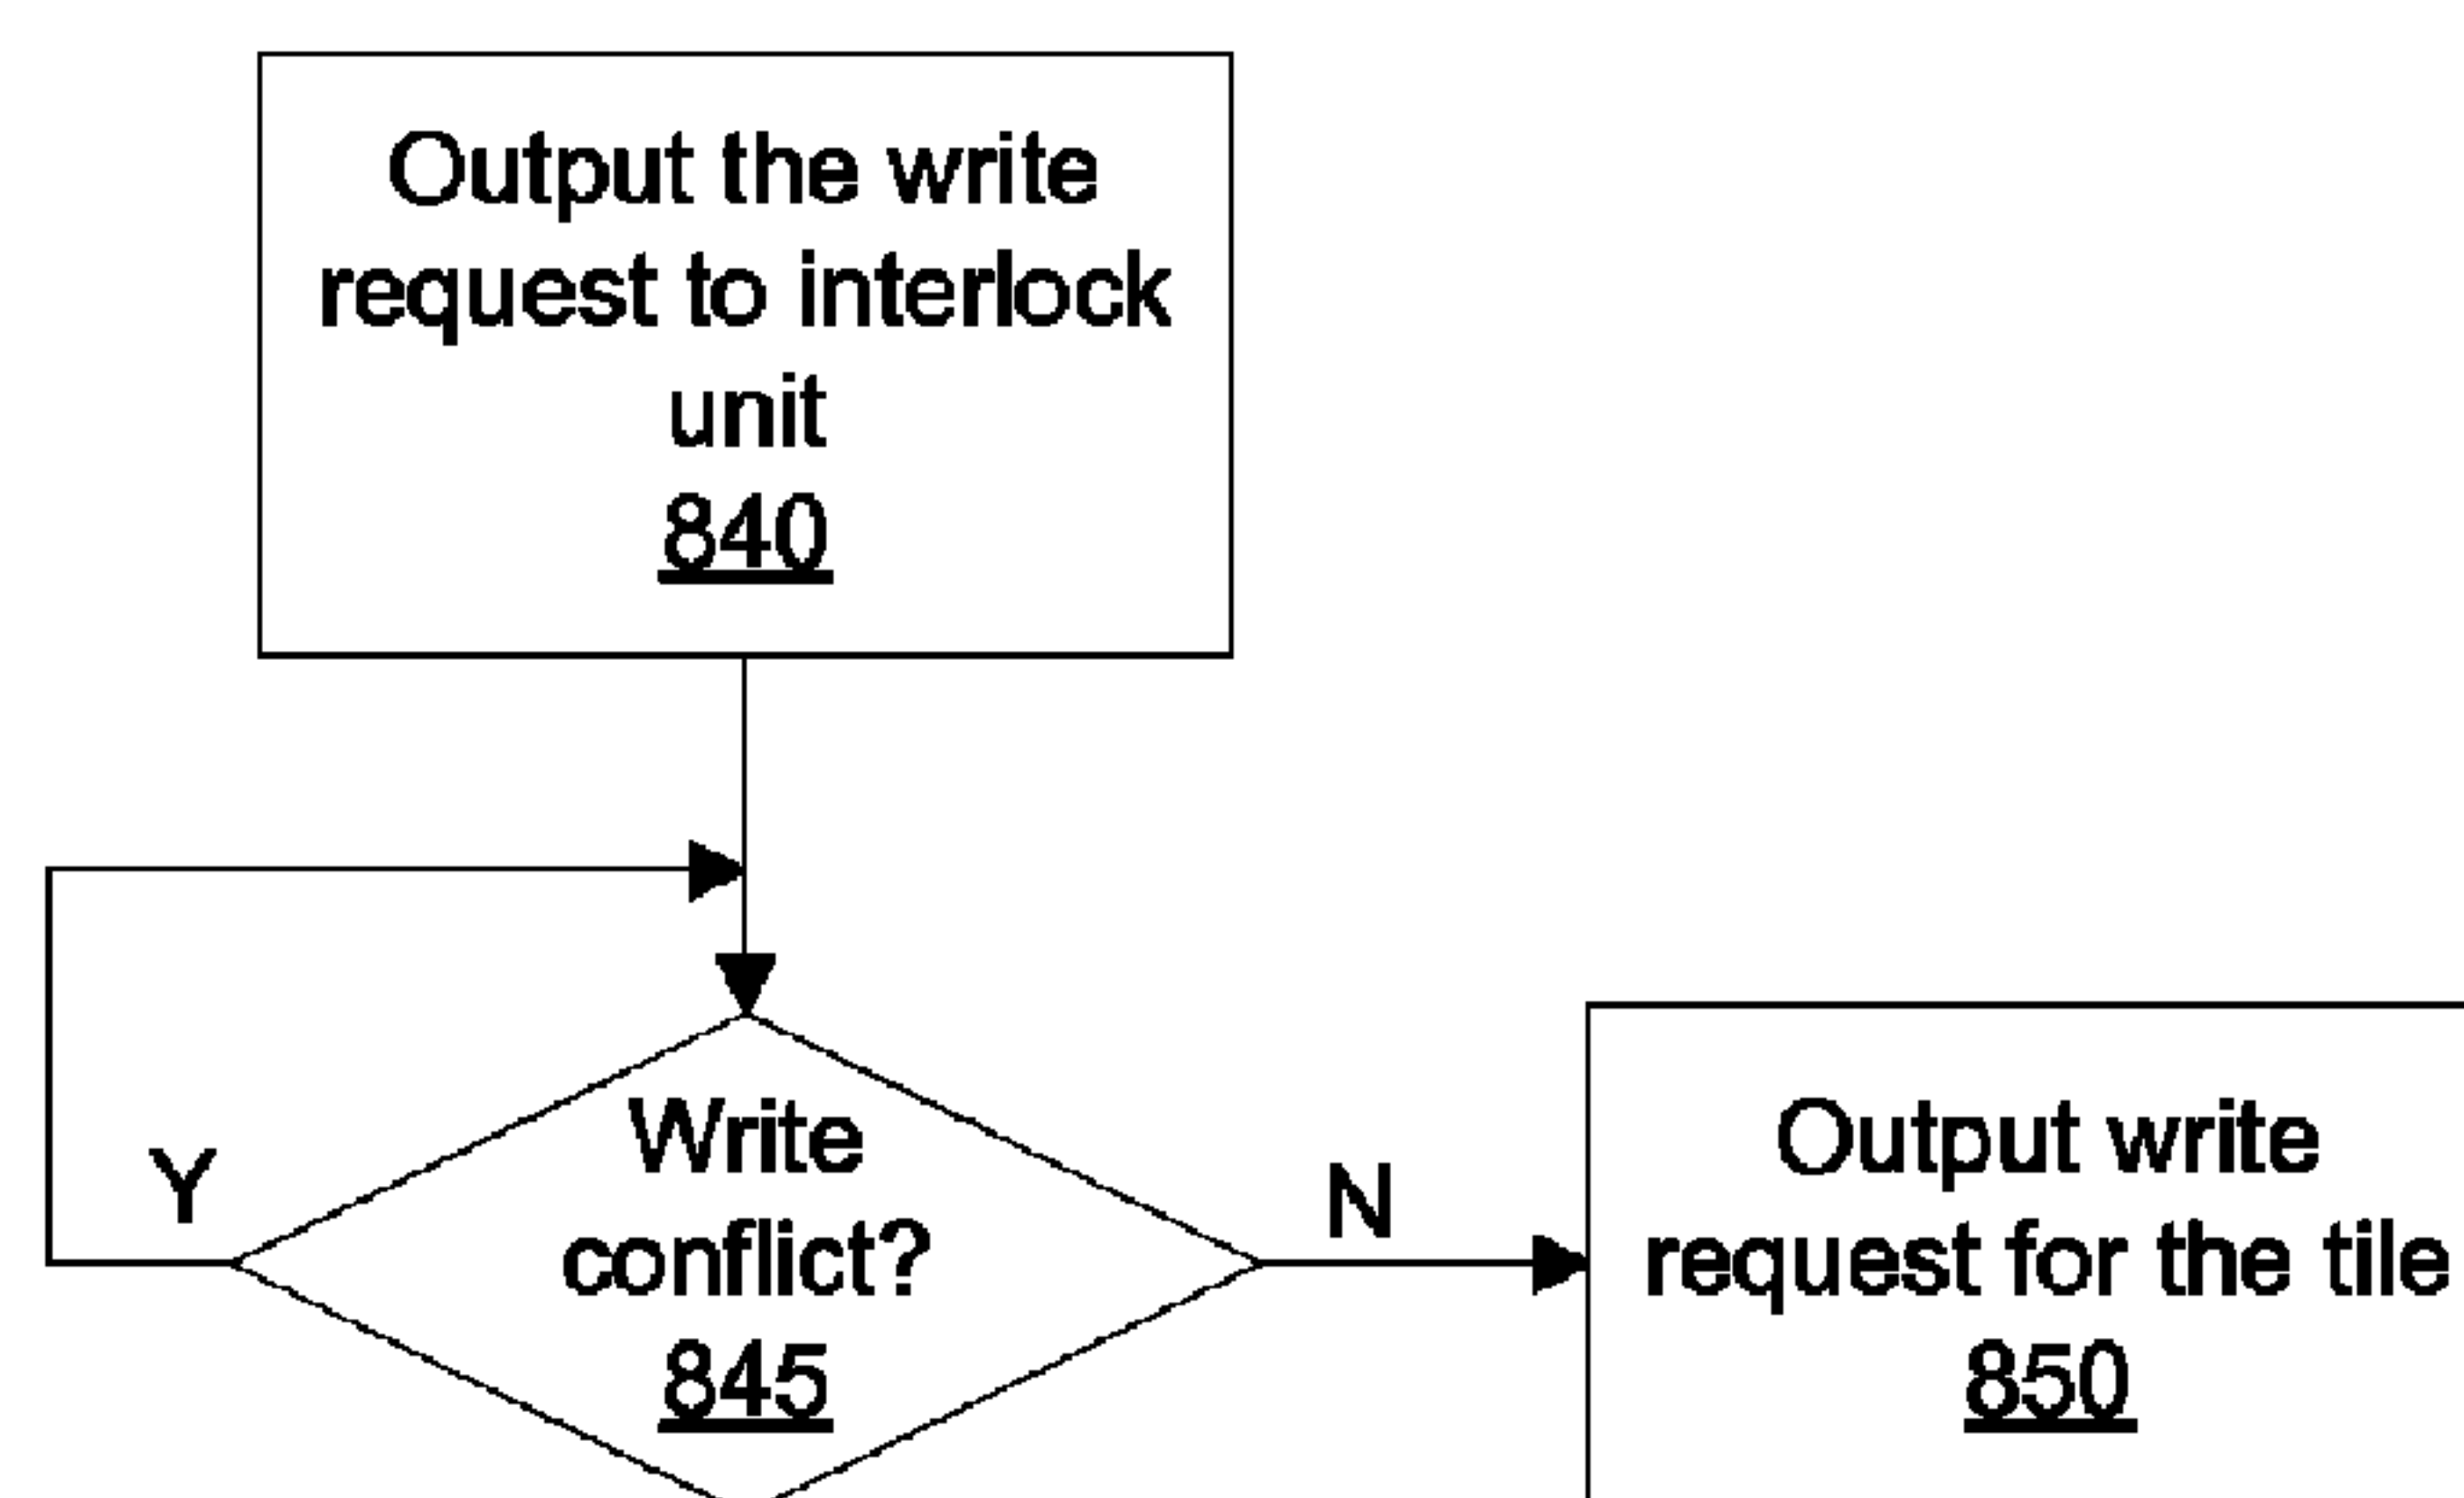 Output the write
request to interlock
unit
840
Y
Write
conflict?
845
N
Output write
request for the tile
850